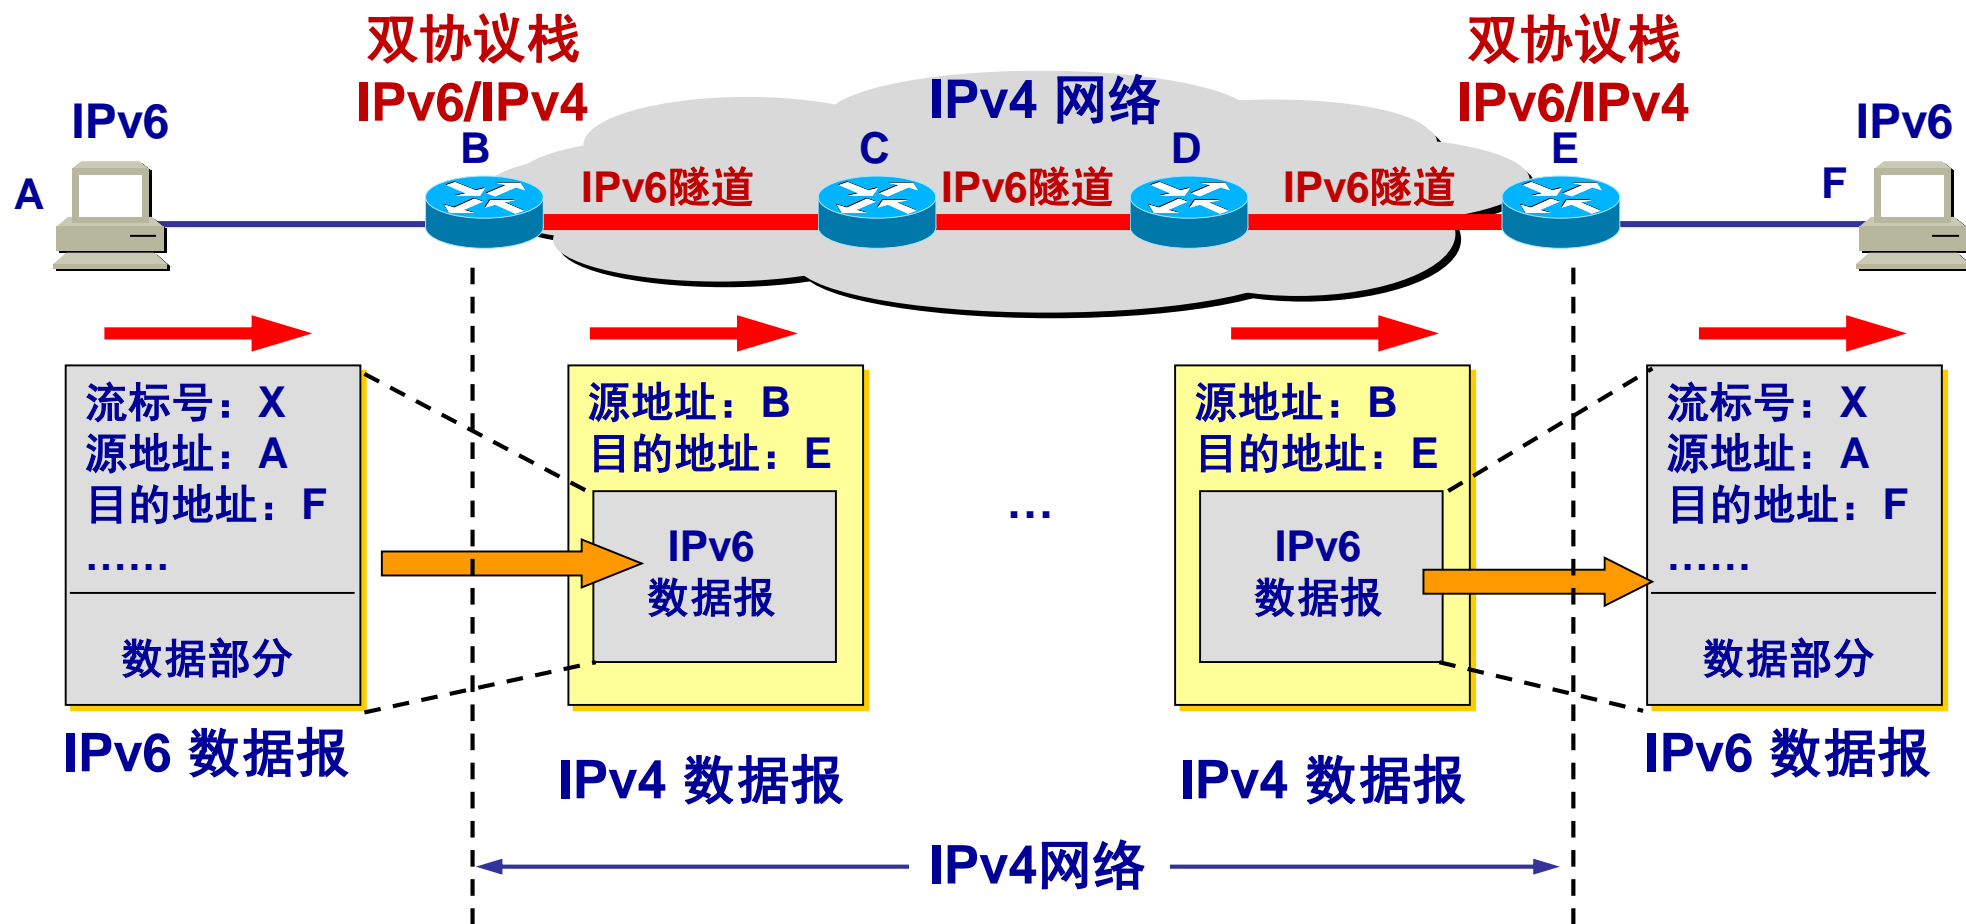 双协议栈
IPv6/IPv4
双协议栈
IPv6/IPv4
IPv4 网络
IPv6
IPv6
A
B
C
D
E
F
IPv6隧道
IPv6隧道
IPv6隧道
流标号：X
源地址：A
目的地址：F
……
数据部分
IPv6 数据报
源地址：B
目的地址：E
IPv6
数据报
IPv4 数据报
…
源地址：B
目的地址：E
IPv6
数据报
IPv4 数据报
流标号：X
源地址：A
目的地址：F
……
数据部分
IPv6 数据报
IPv4网络